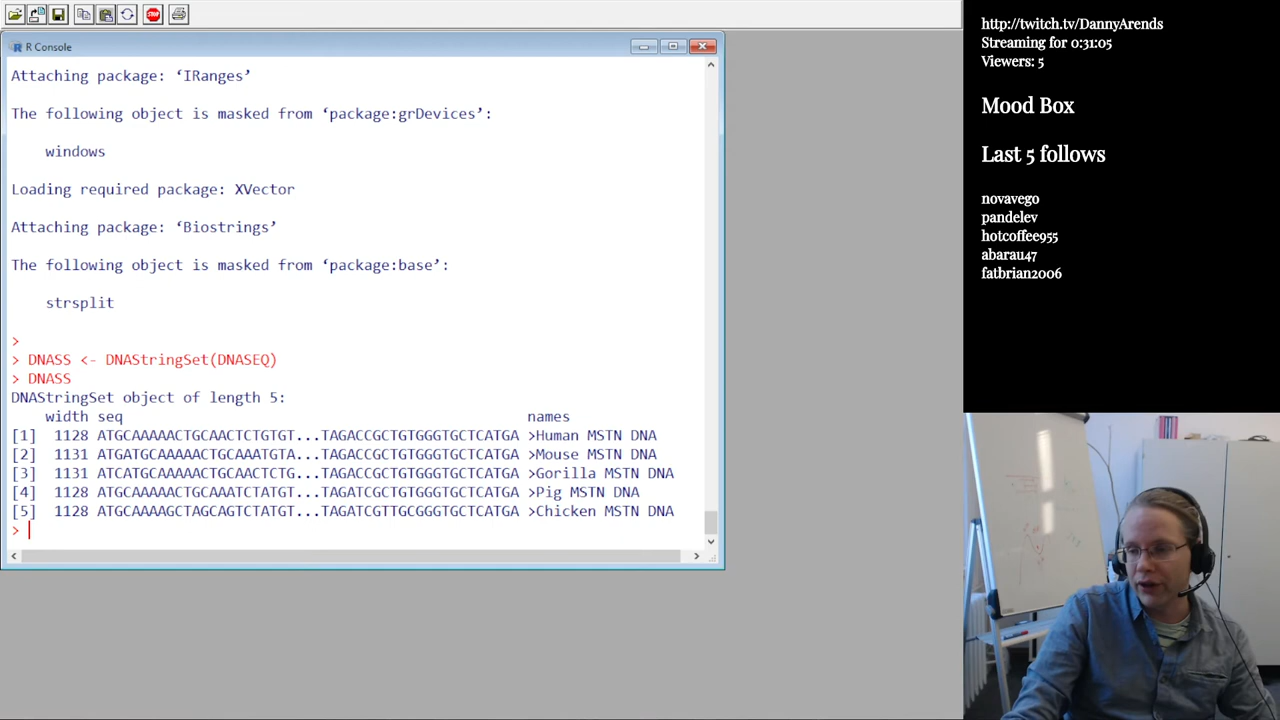 STOP
R Console
Attaching package: ‘IRanges’
The following object is masked from ‘package:grDevices’:
windows
Loading required package: XVector
Attaching package: ‘Biostrings’
The following object is masked from ‘package:base’:
strsplit
>
> DNASS <- DNAStringSet(DNASEQ)
> DNASS
DNAStringSet object of length 5:
width seq names
[1] 1128 ATGCAAAAACTGCAACTCTGTGT...TAGACCGCTGTGGGTGCTCATGA >Human MSTN DNA
[2] 1131 ATGATGCAAAAACTGCAAATGTA...TAGACCGCTGTGGGTGCTCATGA >Mouse MSTN DNA
[3] 1131 ATCATGCAAAAACTGCAACTCTG...TAGACCGCTGTGGGTGCTCATGA >Gorilla MSTN DNA
[4] 1128 ATGCAAAAACTGCAAATCTATGT...TAGATCGCTGTGGGTGCTCATGA >Pig MSTN DNA
[5] 1128 ATGCAAAAGCTAGCAGTCTATGT...TAGATCGTTGCGGGTGCTCATGA >Chicken MSTN DNA
>
http://twitch.tv/DannyArends
Streaming for 0:31:05
Viewers: 5
Mood Box
Last 5 follows
novavego
pandelev
hotcoffee955
abarau47
fatbrian2006